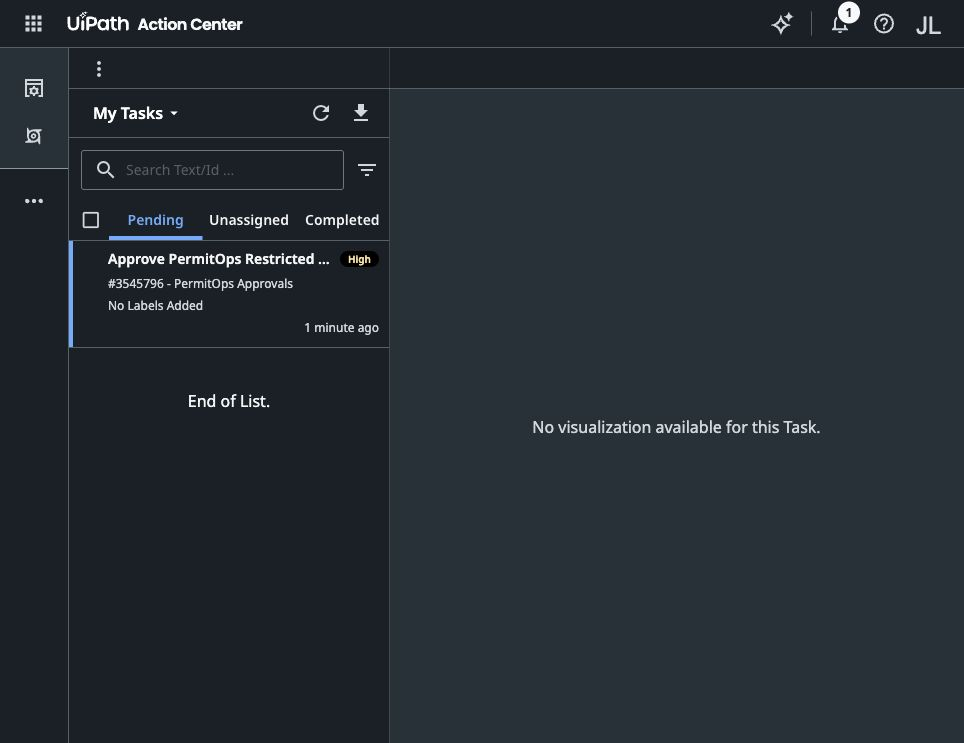 UiPath Action Center
1
JL
My Tasks
Search Text/Id ...
Pending Unassigned Completed
Approve PermitOps Restricted ... High
#3545796 - PermitOps Approvals
No Labels Added
1 minute ago
End of List.
No visualization available for this Task.